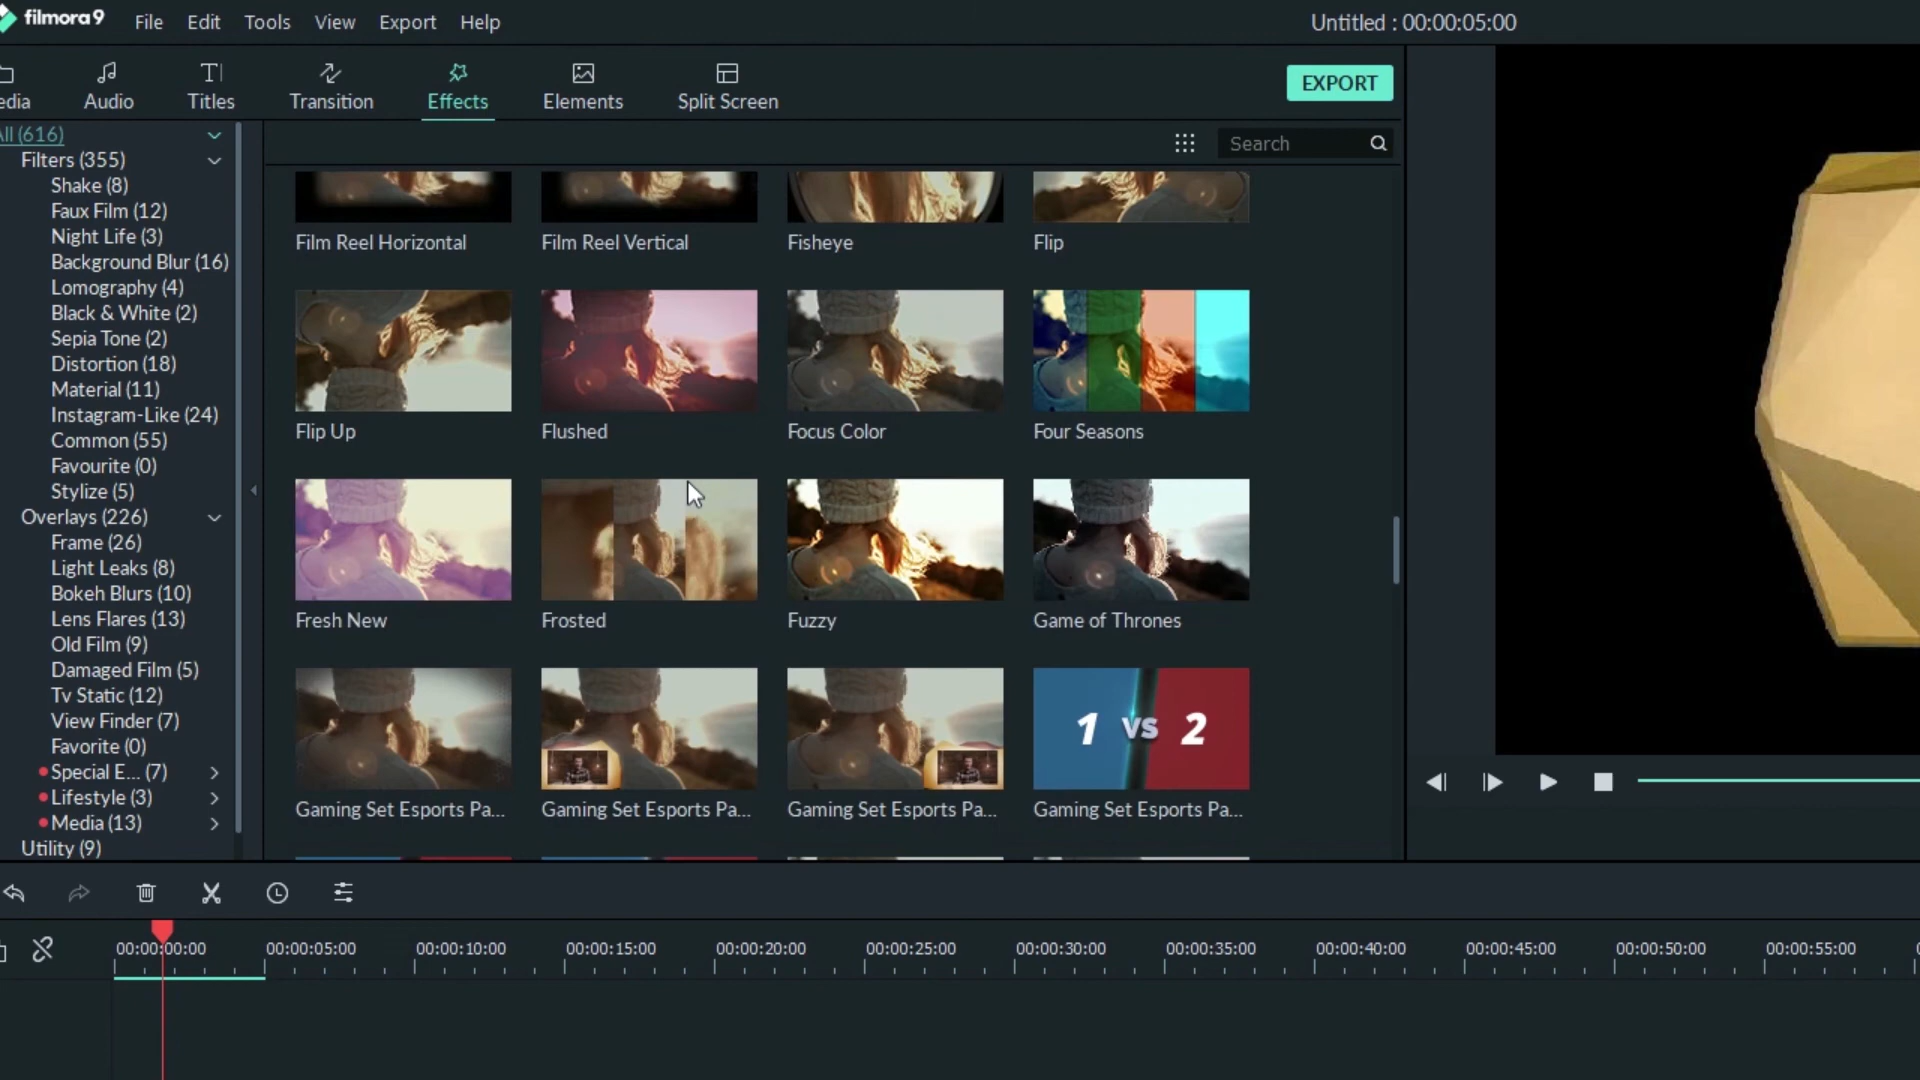 filmora9 File Edit Tools View Export Help Untitled : 00:00:05:00
edia Audio Titles Transition Effects Elements Split Screen EXPORT
All (616)
Search
Filters (355)
Shake (8)
Faux Film (12)
Night Life (3)
Background Blur (16)
Lomography (4)
Black & White (2)
Sepia Tone (2)
Distortion (18)
Material (11)
Instagram-Like (24)
Common (55)
Favourite (0)
Stylize (5)
Overlays (226)
Frame (26)
Light Leaks (8)
Bokeh Blurs (10)
Lens Flares (13)
Old Film (9)
Damaged Film (5)
Tv Static (12)
View Finder (7)
Favorite (0)
Special E... (7)
Lifestyle (3)
Media (13)
Utility (9)
Film Reel Horizontal Film Reel Vertical Fisheye Flip
Flip Up Flushed Focus Color Four Seasons
Fresh New Frosted Fuzzy Game of Thrones
1 VS 2
Gaming Set Esports Pa... Gaming Set Esports Pa... Gaming Set Esports Pa... Gaming Set Esports Pa...
00:00:00:00 00:00:05:00 00:00:10:00 00:00:15:00 00:00:20:00 00:00:25:00 00:00:30:00 00:00:35:00 00:00:40:00 00:00:45:00 00:00:50:00 00:00:55:00